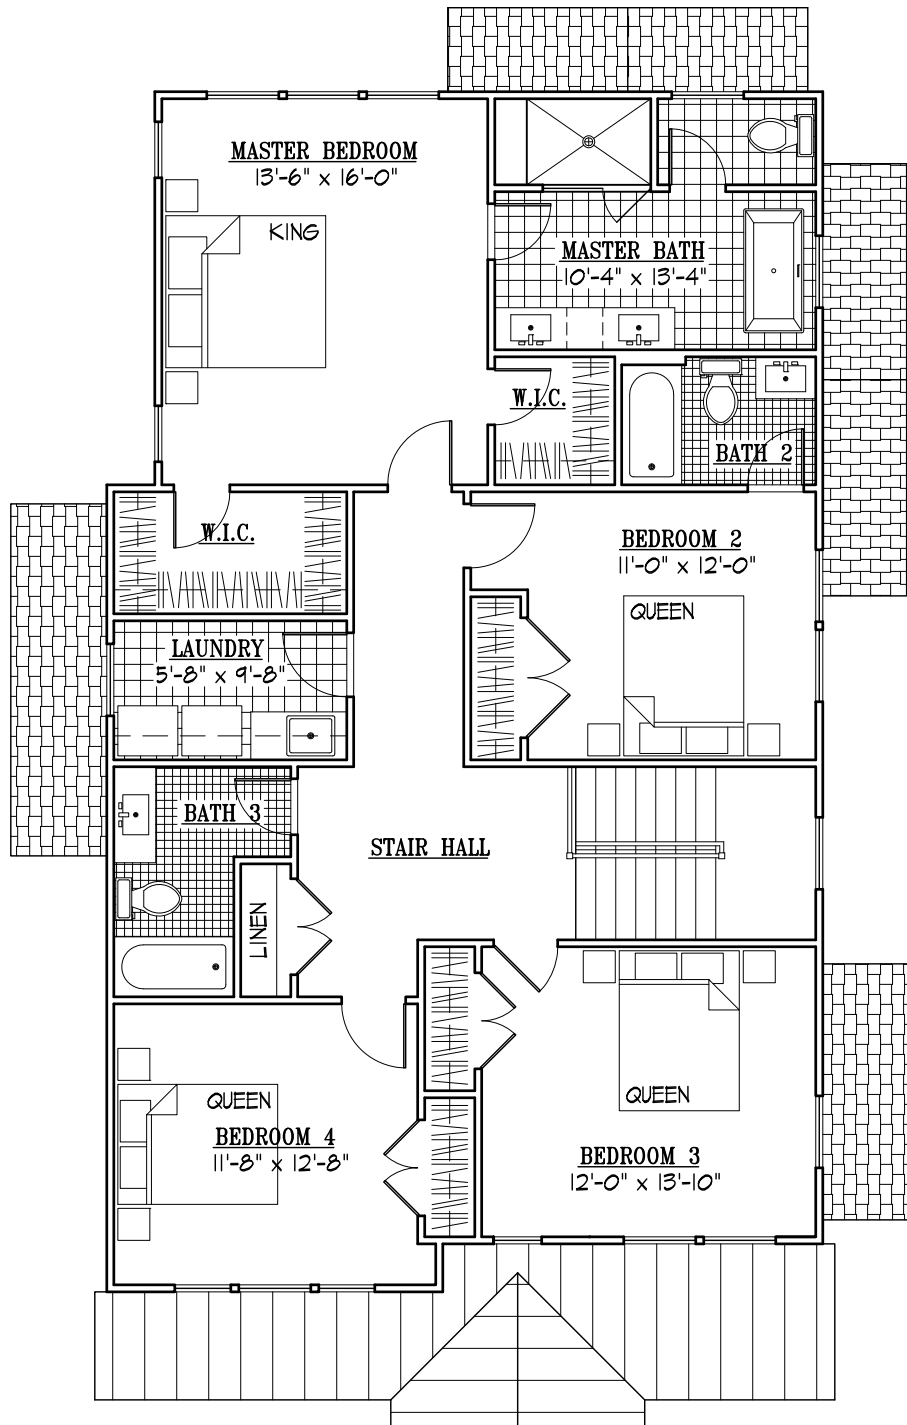 MASTER BEDROOM
13'-6" x 16'-0"
KING
MASTER BATH
10'-4" x 13'-4"
W.I.C.
BATH 2
W.I.C.
BEDROOM 2
11'-0" x 12'-0"
QUEEN
LAUNDRY
5'-8" x 9'-8"
BATH 3
STAIR HALL
LINEN
QUEEN
BEDROOM 4
11'-8" x 12'-8"
QUEEN
BEDROOM 3
12'-0" x 13'-10"